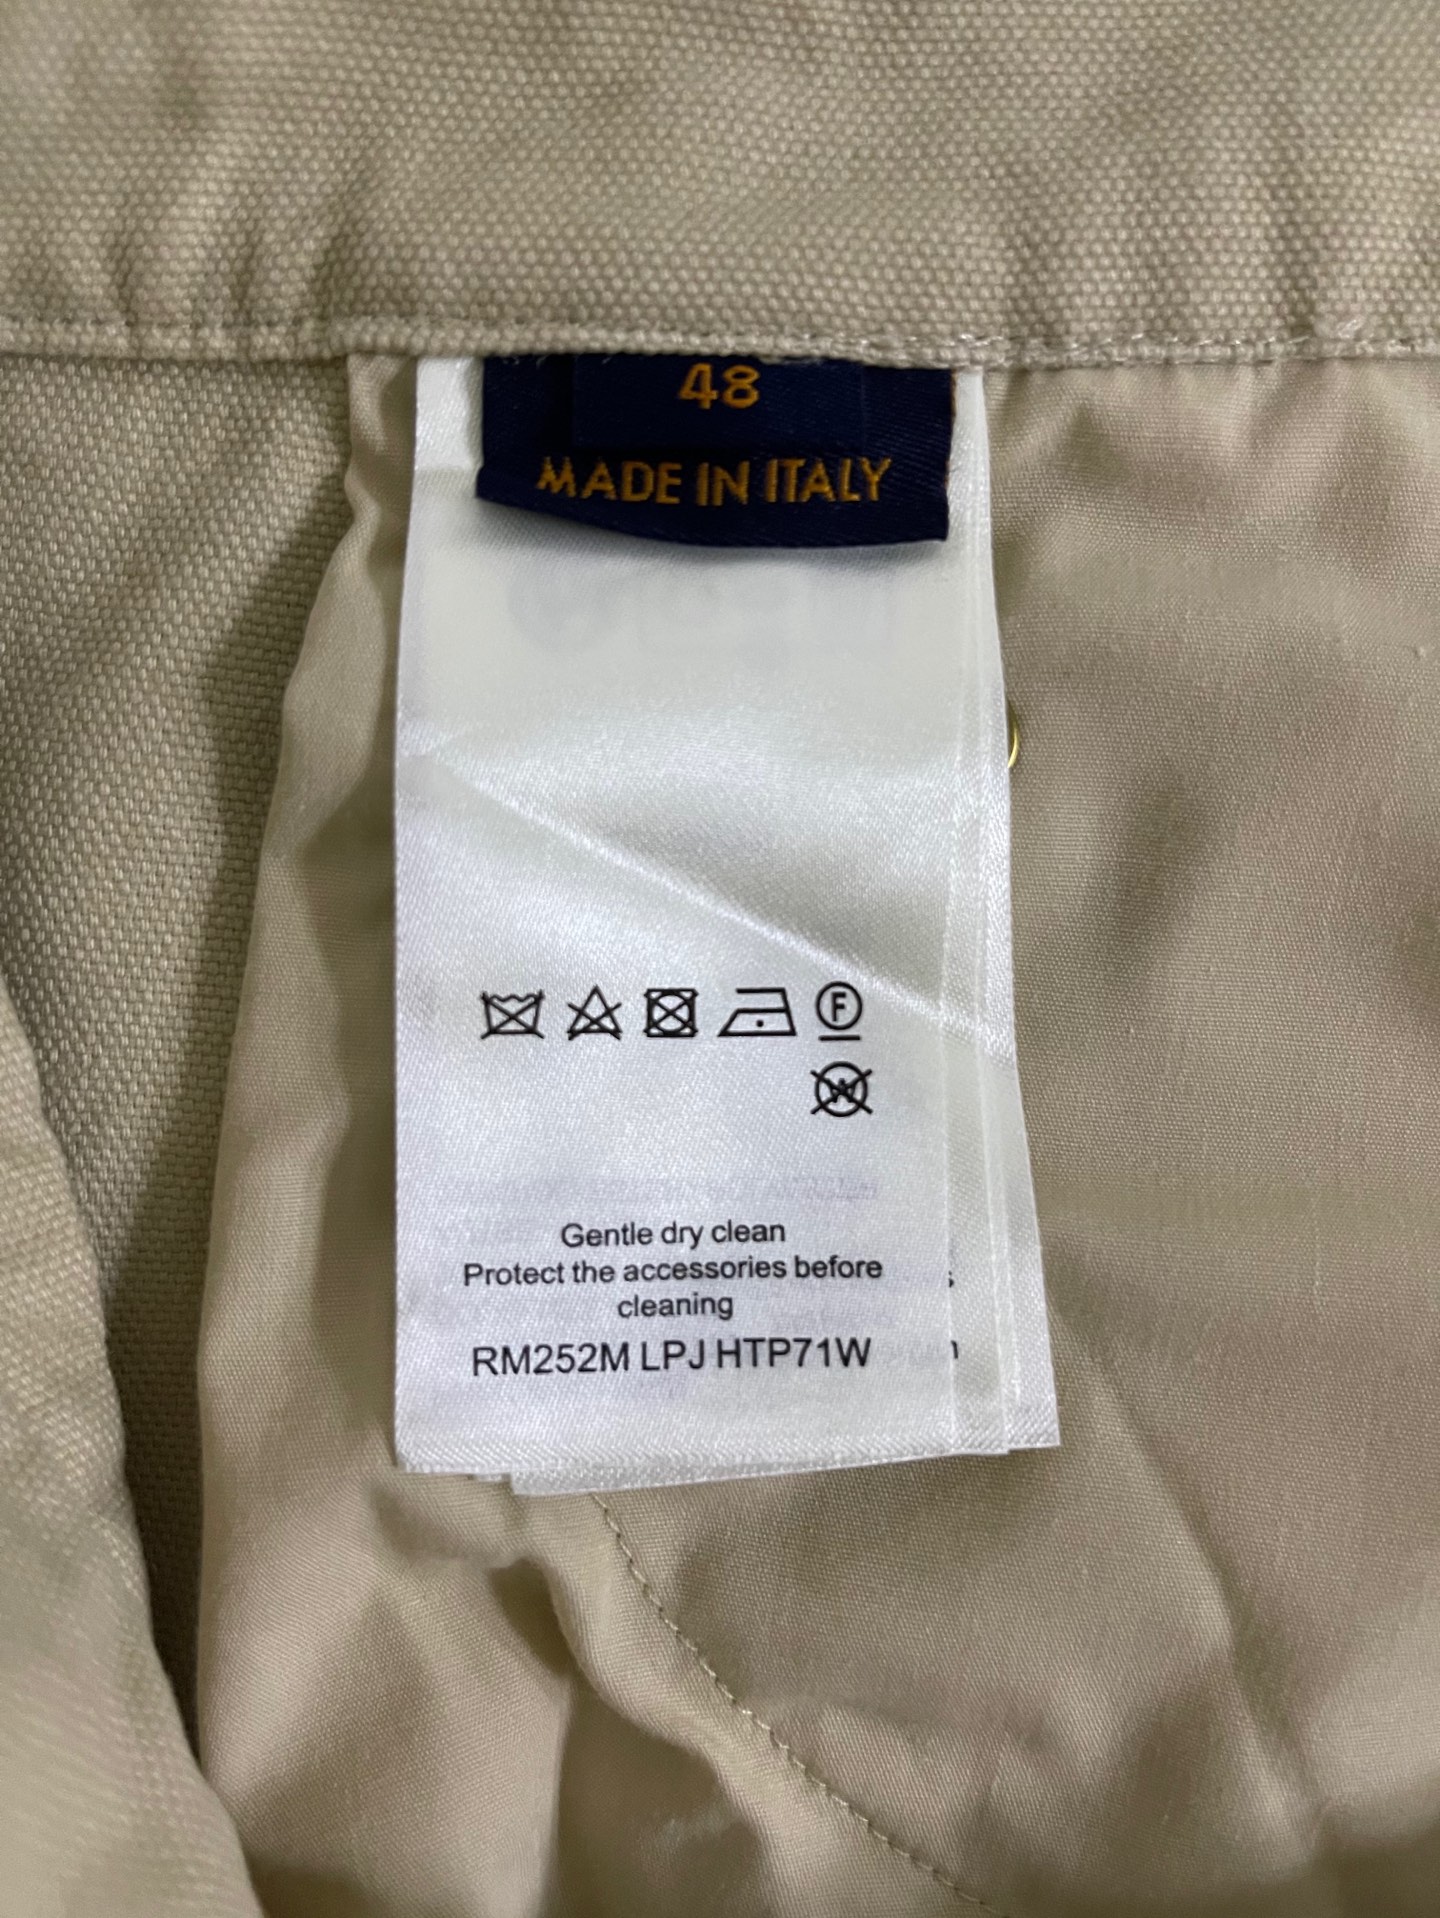 48
MADE IN ITALY
F
W
Gentle dry clean
Protect the accessories before
cleaning
RM252M LPJ HTP71W